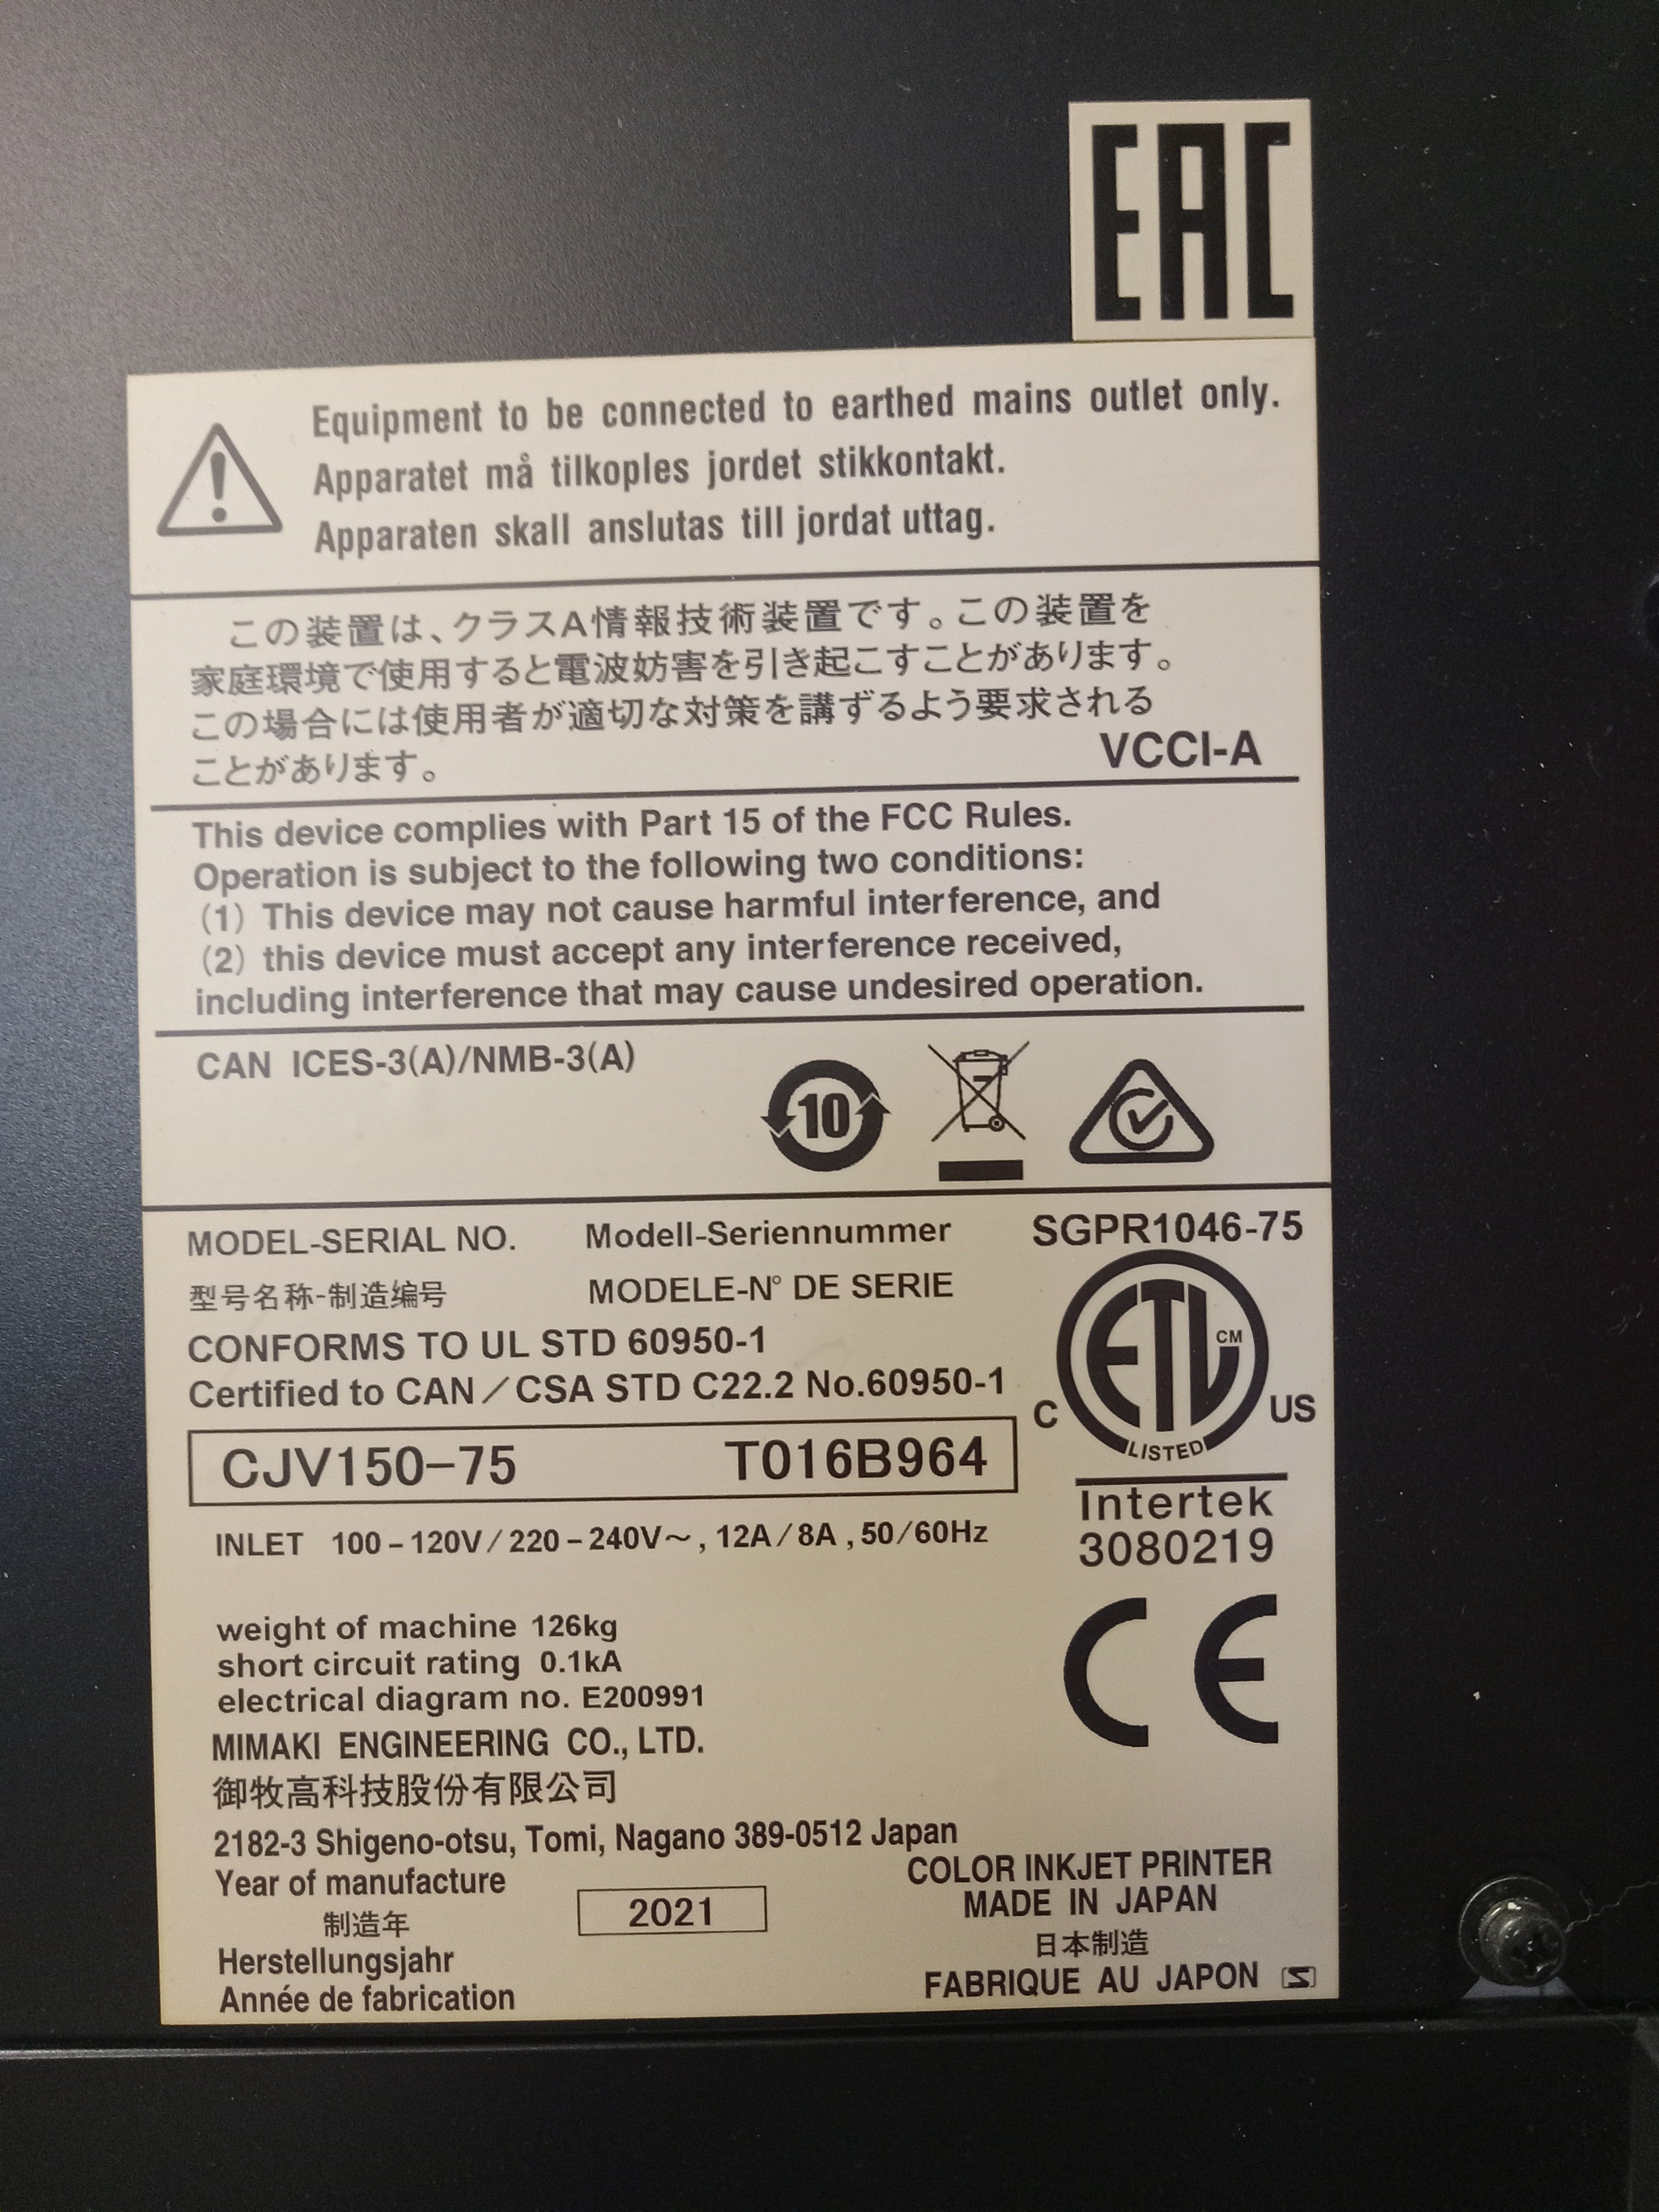 EAC
Equipment to be connected to earthed mains outlet only.
Apparatet må tilkoples jordet stikkontakt.
Apparaten skall anslutas till jordat uttag.
この装置は、クラスA情報技術装置です。この装置を
家庭環境で使用すると電波妨害を引き起こすことがあります。
この場合には使用者が適切な対策を講ずるよう要求される
ことがあります。
VCCI-A
This device complies with Part 15 of the FCC Rules.
Operation is subject to the following two conditions:
(1) This device may not cause harmful interference, and
(2) this device must accept any interference received,
including interference that may cause undesired operation.
CAN ICES-3(A)/NMB-3(A)
10
MODEL-SERIAL NO. Modell-Seriennummer
型号名称-制造编号 MODELE-N° DE SERIE
CONFORMS TO UL STD 60950-1
Certified to CAN/CSA STD C22.2 No.60950-1
SGPR1046-75
ETL CM
C US
LISTED
Intertek
3080219
CJV150-75 T016B964
INLET 100-120V/220-240V~, 12A/8A, 50/60Hz
CE
weight of machine 126kg
short circuit rating 0.1kA
electrical diagram no. E200991
MIMAKI ENGINEERING CO., LTD.
御牧高科技股份有限公司
2182-3 Shigeno-otsu, Tomi, Nagano 389-0512 Japan
Year of manufacture
制造年
Herstellungsjahr
Année de fabrication
2021
COLOR INKJET PRINTER
MADE IN JAPAN
日本制造
FABRIQUE AU JAPON S